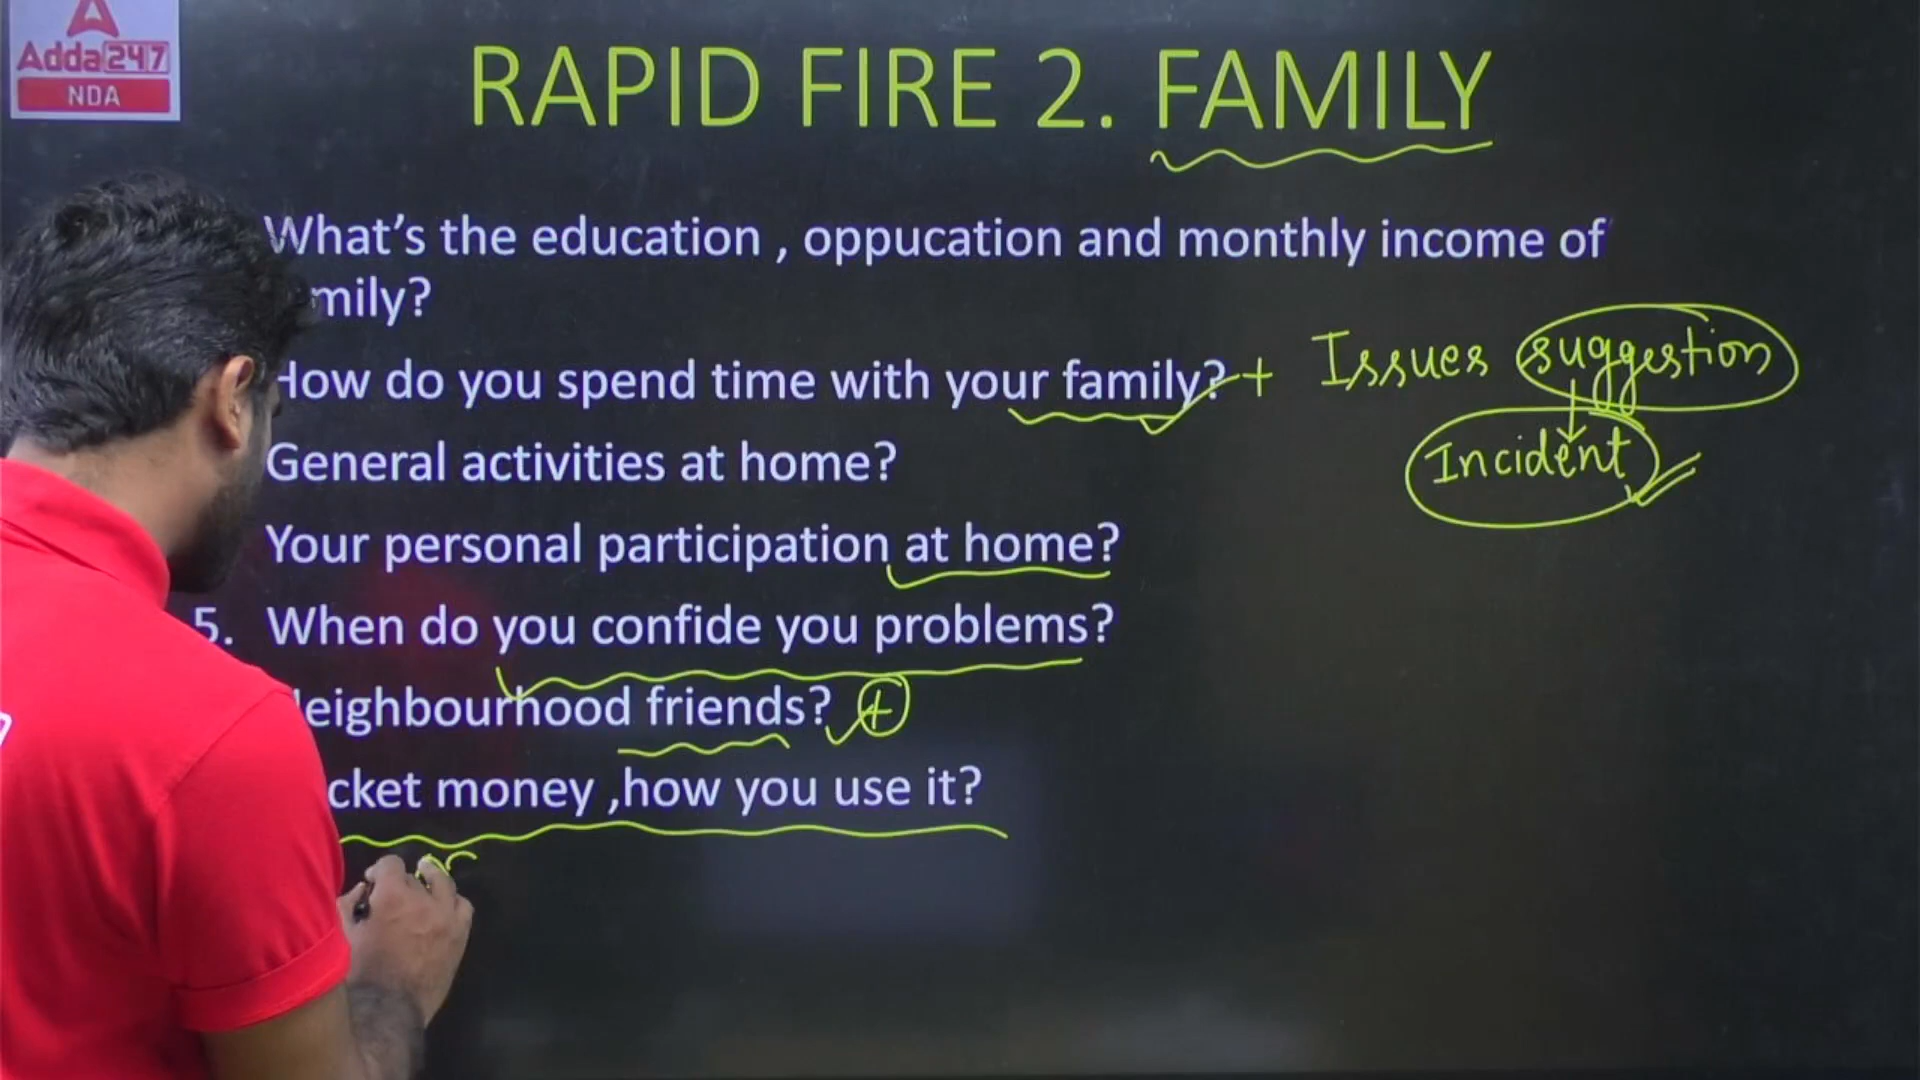 Adda247
NDA
RAPID FIRE 2. FAMILY
What's the education , oppucation and monthly income of
mily?
How do you spend time with your family? + Issues suggestion
Incident
General activities at home?
Your personal participation at home?
5. When do you confide you problems?
eighbourhood friends? +
cket money ,how you use it?